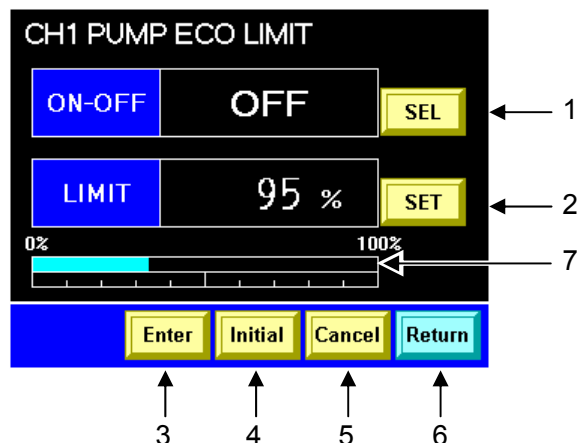 CH1 PUMP ECO LIMIT
ON-OFF OFF SEL 1
LIMIT 95 % SET 2
0% 100%
7
Enter Initial Cancel Return
3 4 5 6